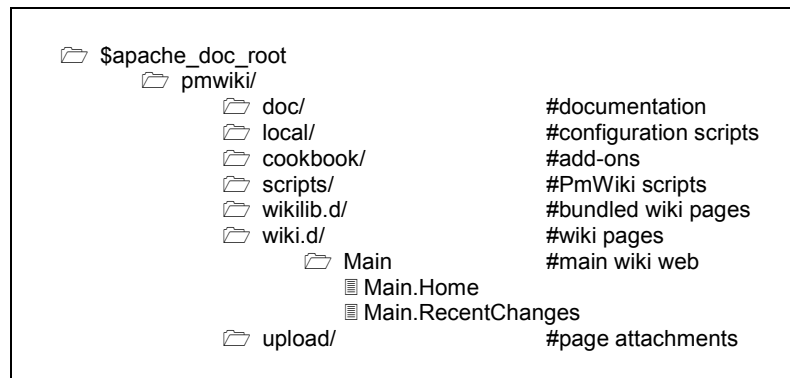 $apache_doc_root
pmwiki/
doc/ #documentation
local/ #configuration scripts
cookbook/ #add-ons
scripts/ #PmWiki scripts
wikilib.d/ #bundled wiki pages
wiki.d/ #wiki pages
Main #main wiki web
Main.Home
Main.RecentChanges
upload/ #page attachments